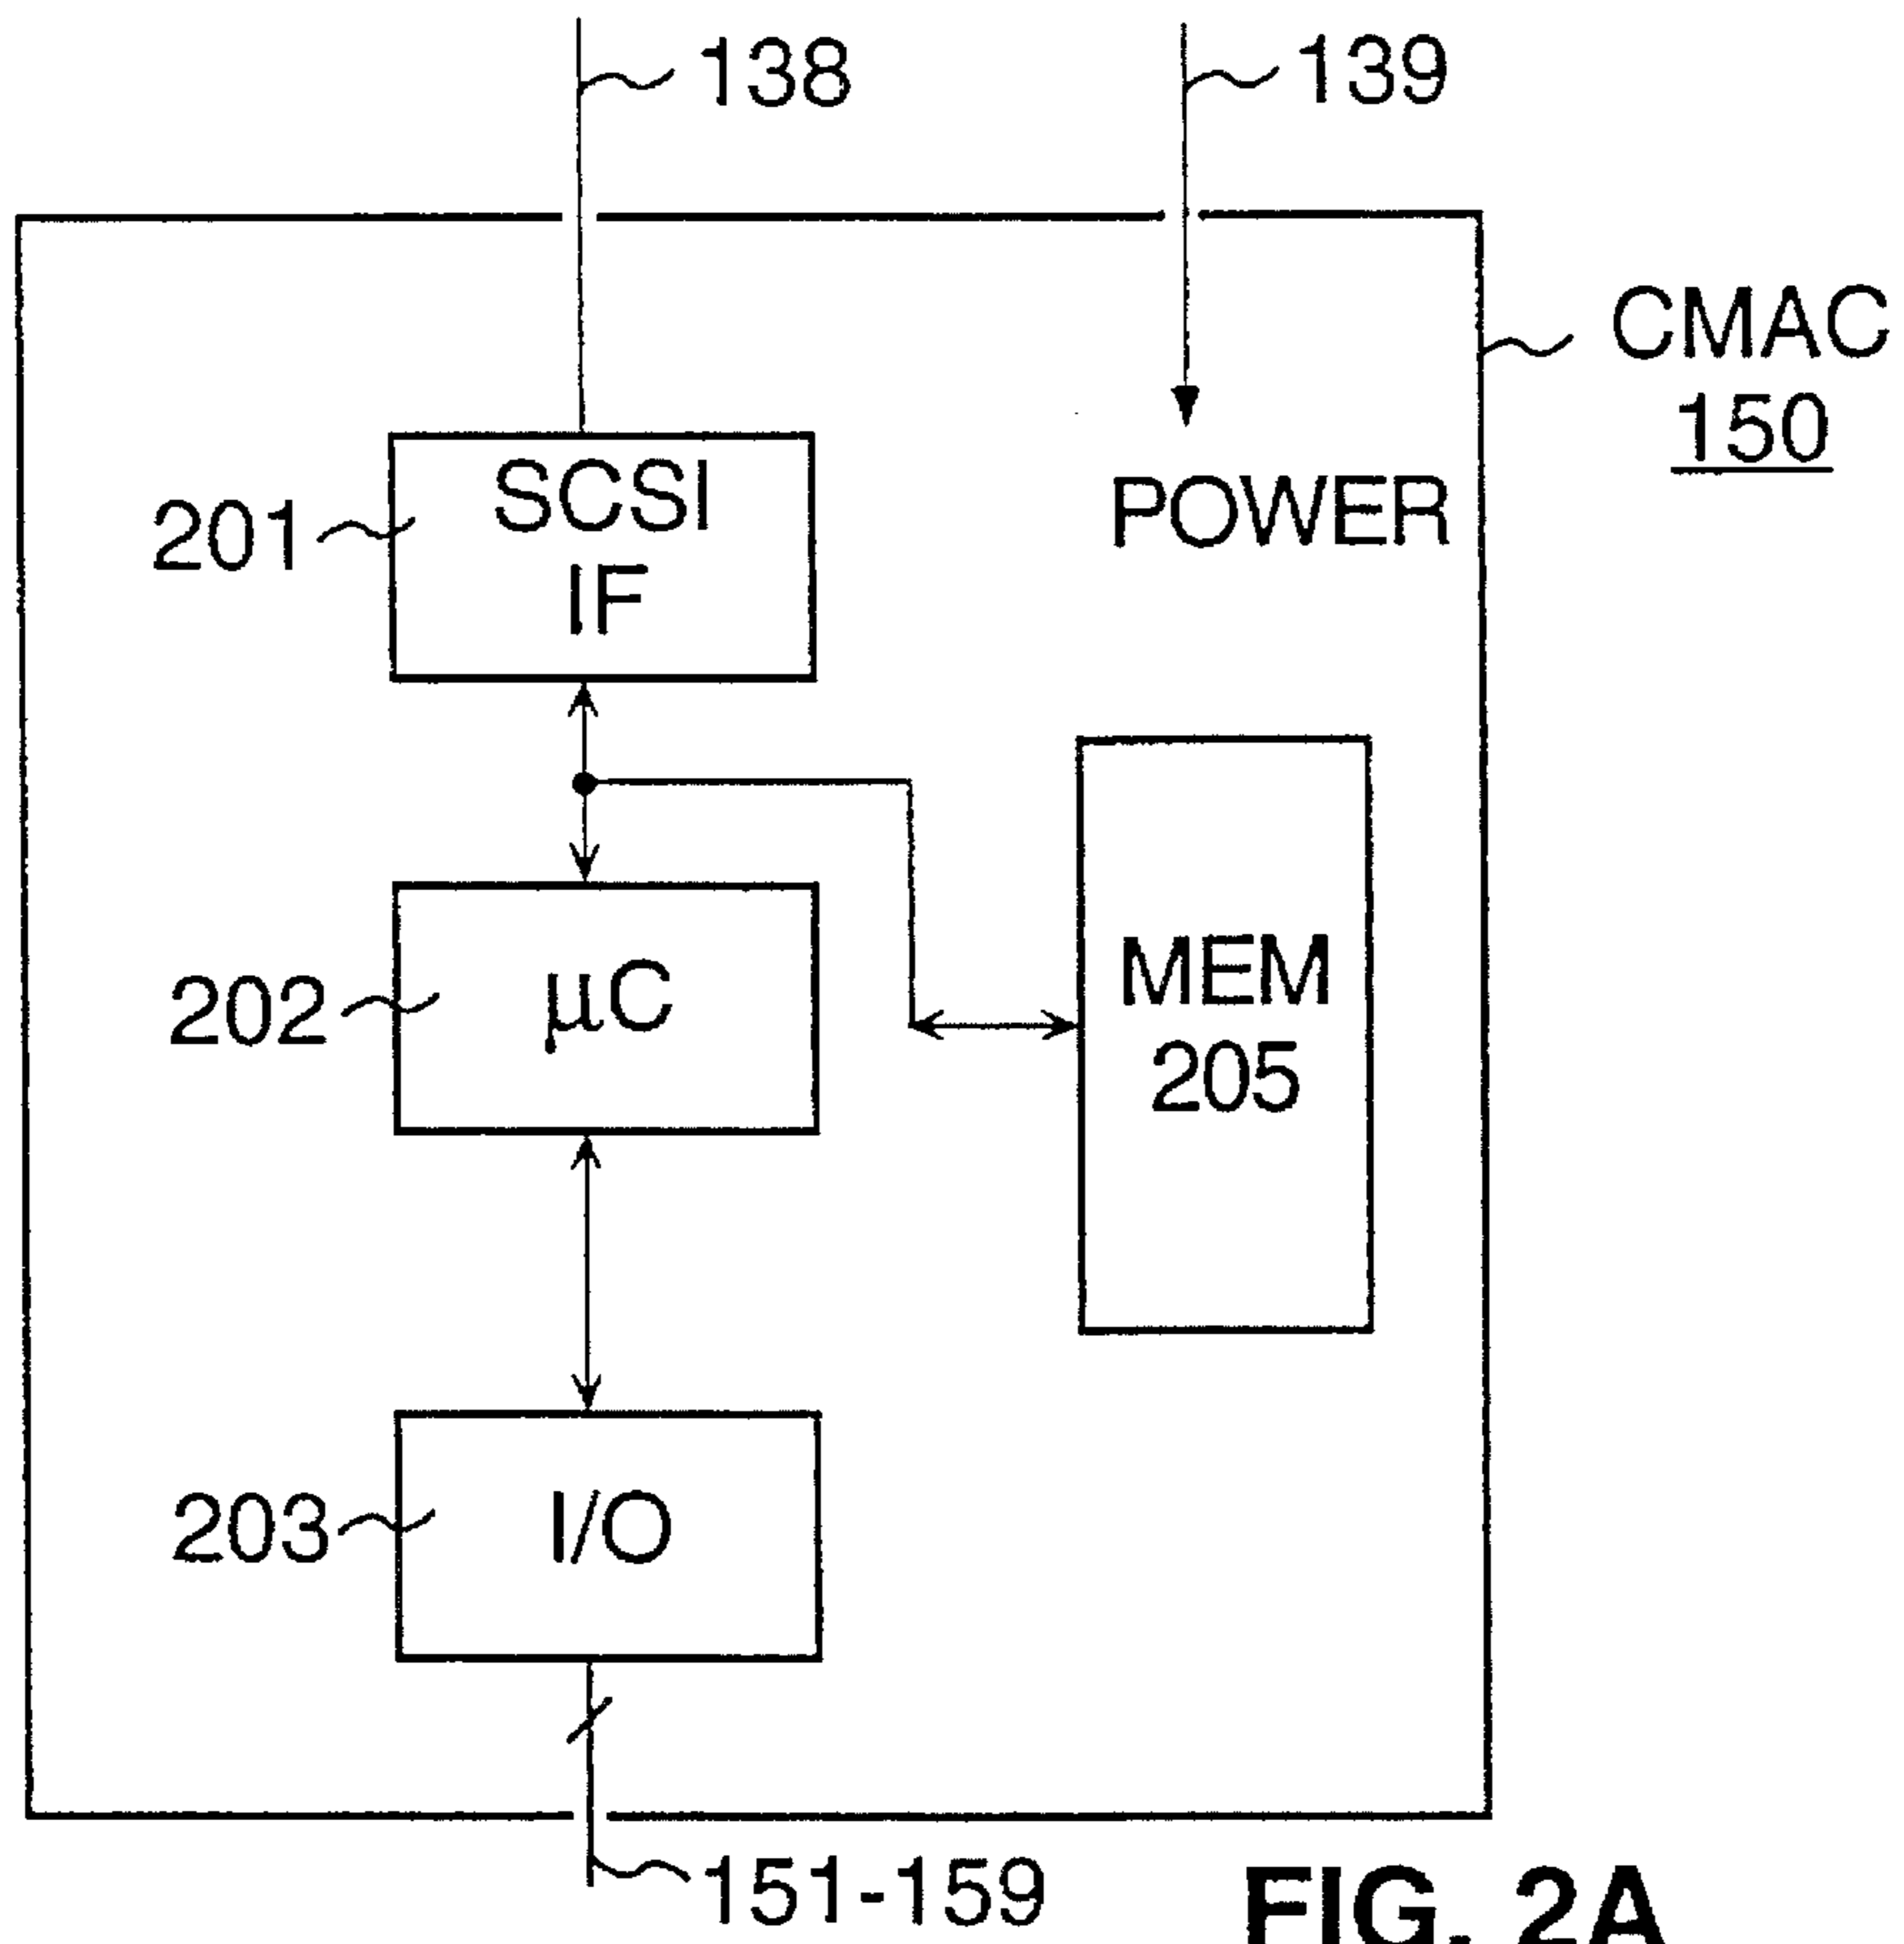 138
139
CMAC
150
SCSI
IF
201
POWER
202
µC
MEM
205
203
I/O
151-159
FIG. 2A